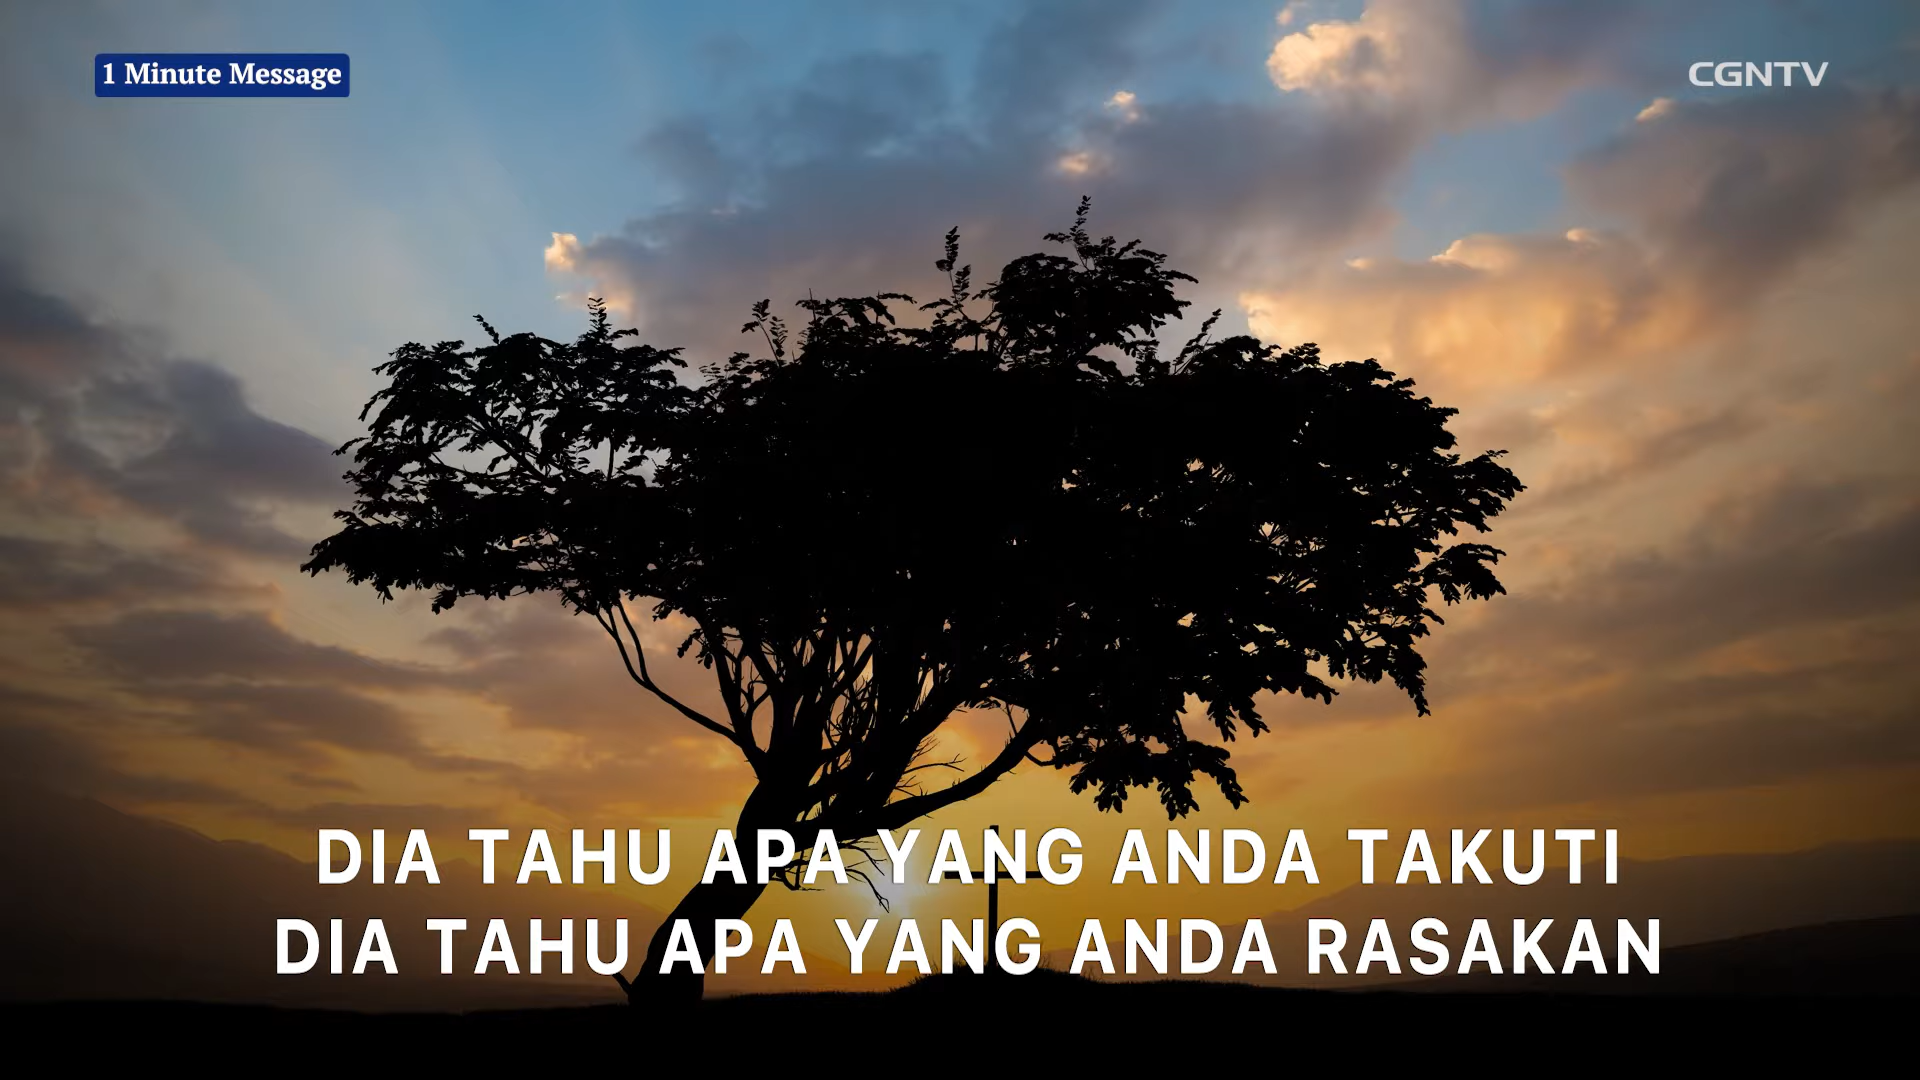 1 Minute Message
CGNTV
DIA TAHU APA YANG ANDA TAKUTI
DIA TAHU APA YANG ANDA RASAKAN